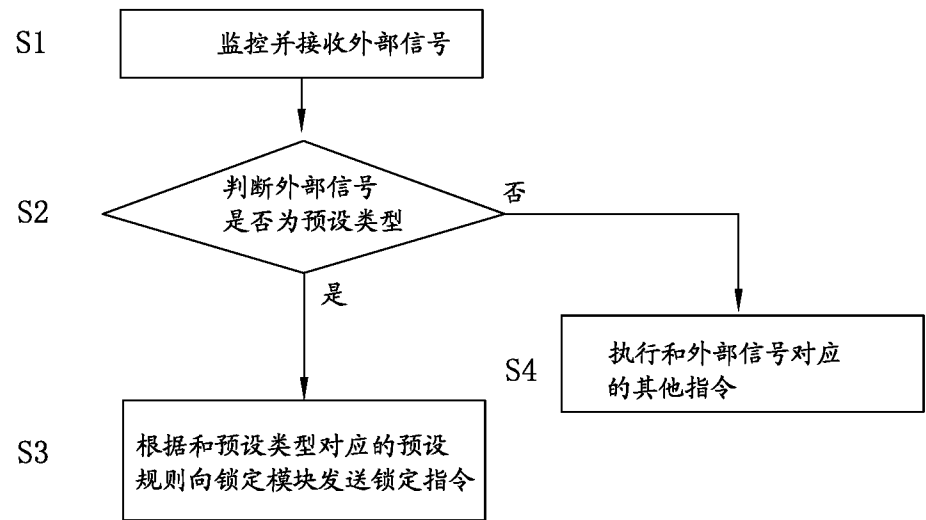 S1
监控并接收外部信号
S2
判断外部信号
是否为预设类型
否
是
S4
执行和外部信号对应
的其他指令
S3
根据和预设类型对应的预设
规则向锁定模块发送锁定指令